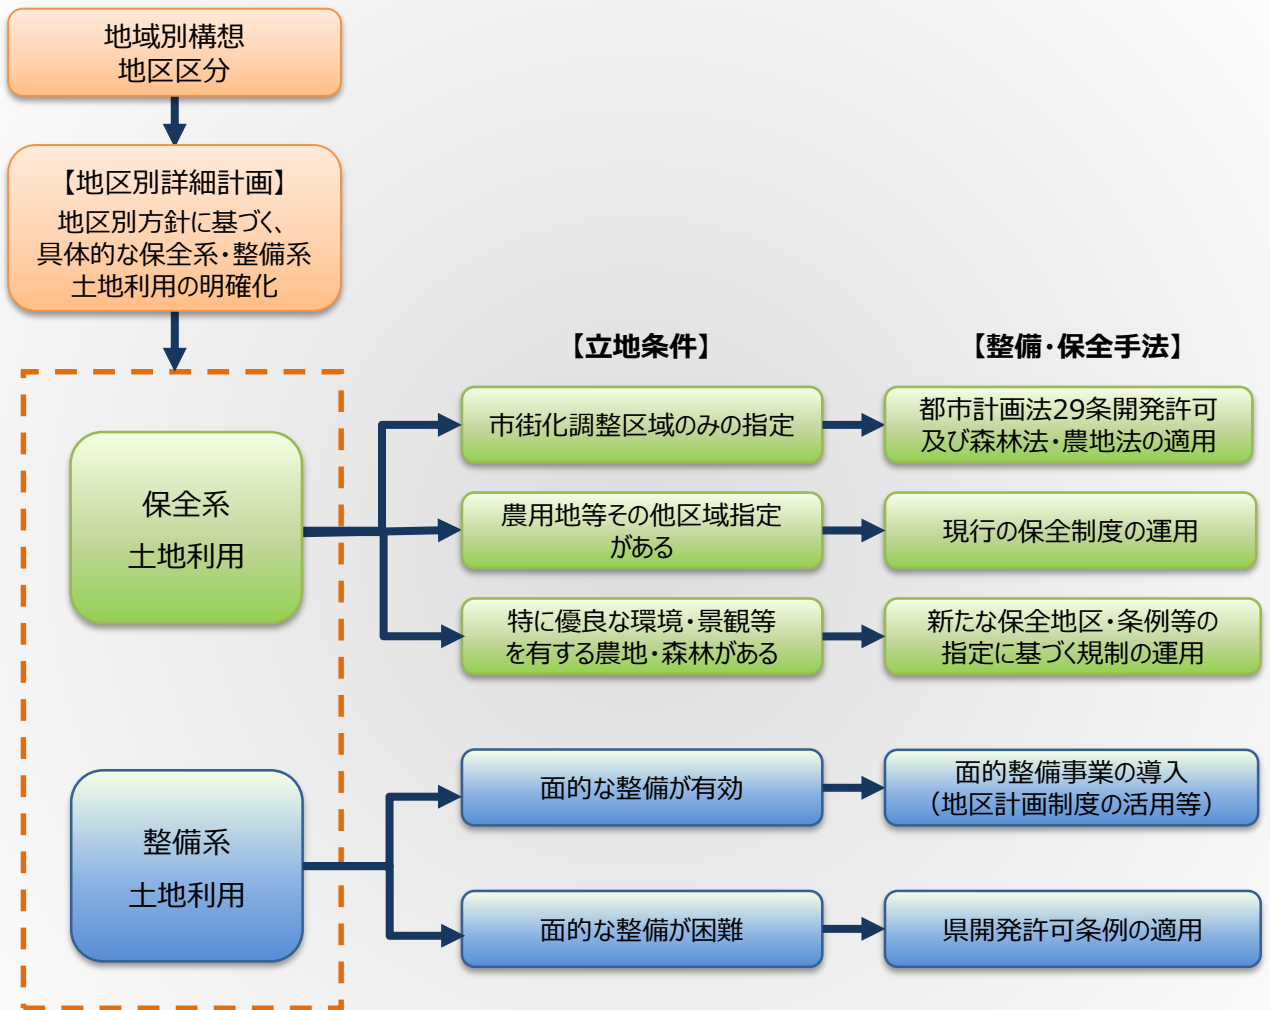 地域別構想
地区区分
【地区別詳細計画】
地区別方針に基づく、
具体的な保全系・整備系
土地利用の明確化
【立地条件】
【整備・保全手法】
保全系
土地利用
市街化調整区域のみの指定
都市計画法29条開発許可
及び森林法・農地法の適用
農用地等その他区域指定
がある
現行の保全制度の運用
特に優良な環境・景観等
を有する農地・森林がある
新たな保全地区・条例等の
指定に基づく規制の運用
整備系
土地利用
面的な整備が有効
面的整備事業の導入
（地区計画制度の活用等）
面的な整備が困難
県開発許可条例の適用